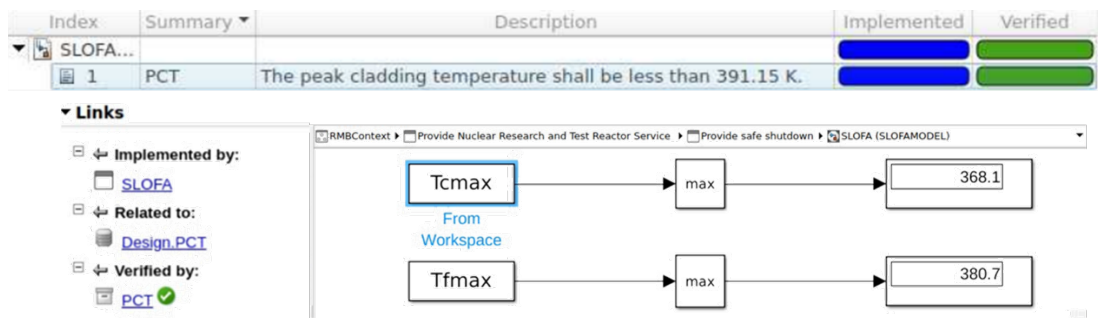 Index Summary Description Implemented Verified
SLOFA...
1 PCT The peak cladding temperature shall be less than 391.15 K.
Links
Implemented by:
SLOFA
Related to:
Design.PCT
Verified by:
PCT
RMBContext Provide Nuclear Research and Test Reactor Service Provide safe shutdown SLOFA (SLOFAMODEL)
Tcmax max 368.1
From
Workspace
Tfmax max 380.7